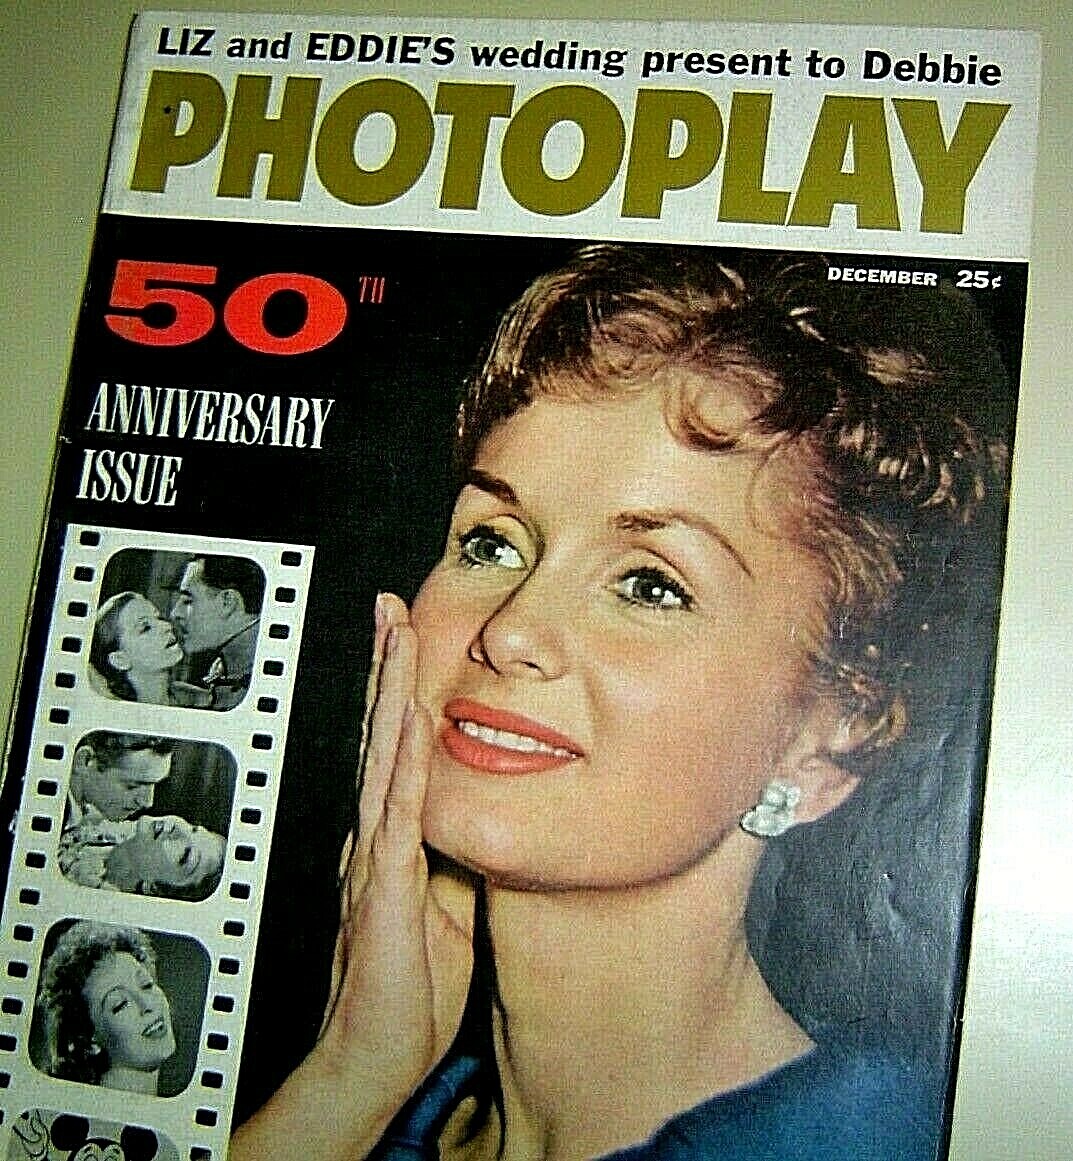 LIZ and EDDIE'S wedding present to Debbie
PHOTOPLAY
DECEMBER 25¢
50TH
ANNIVERSARY
ISSUE